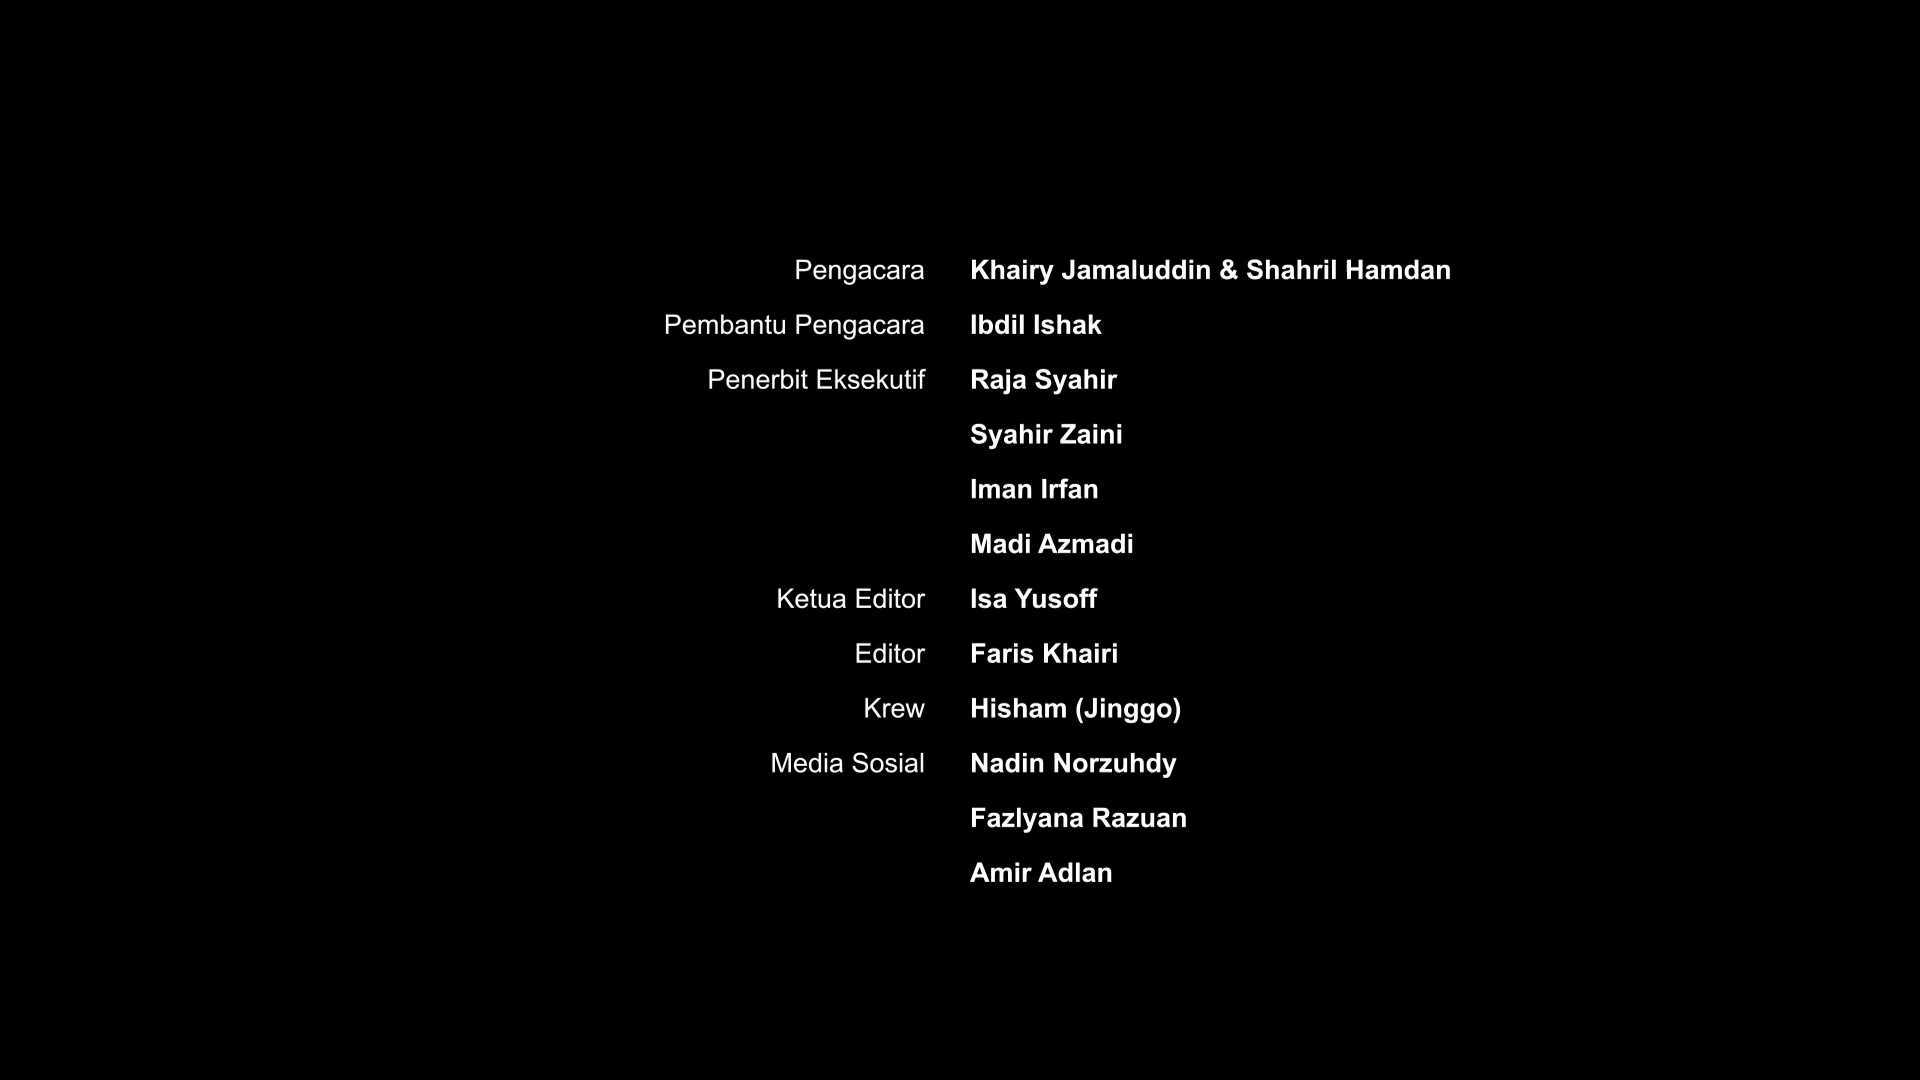 Pengacara Khairy Jamaluddin & Shahril Hamdan
Pembantu Pengacara Ibdil Ishak
Penerbit Eksekutif Raja Syahir
Syahir Zaini
Iman Irfan
Madi Azmadi
Ketua Editor Isa Yusoff
Editor Faris Khairi
Krew Hisham (Jinggo)
Media Sosial Nadin Norzuhdy
Fazlyana Razuan
Amir Adlan